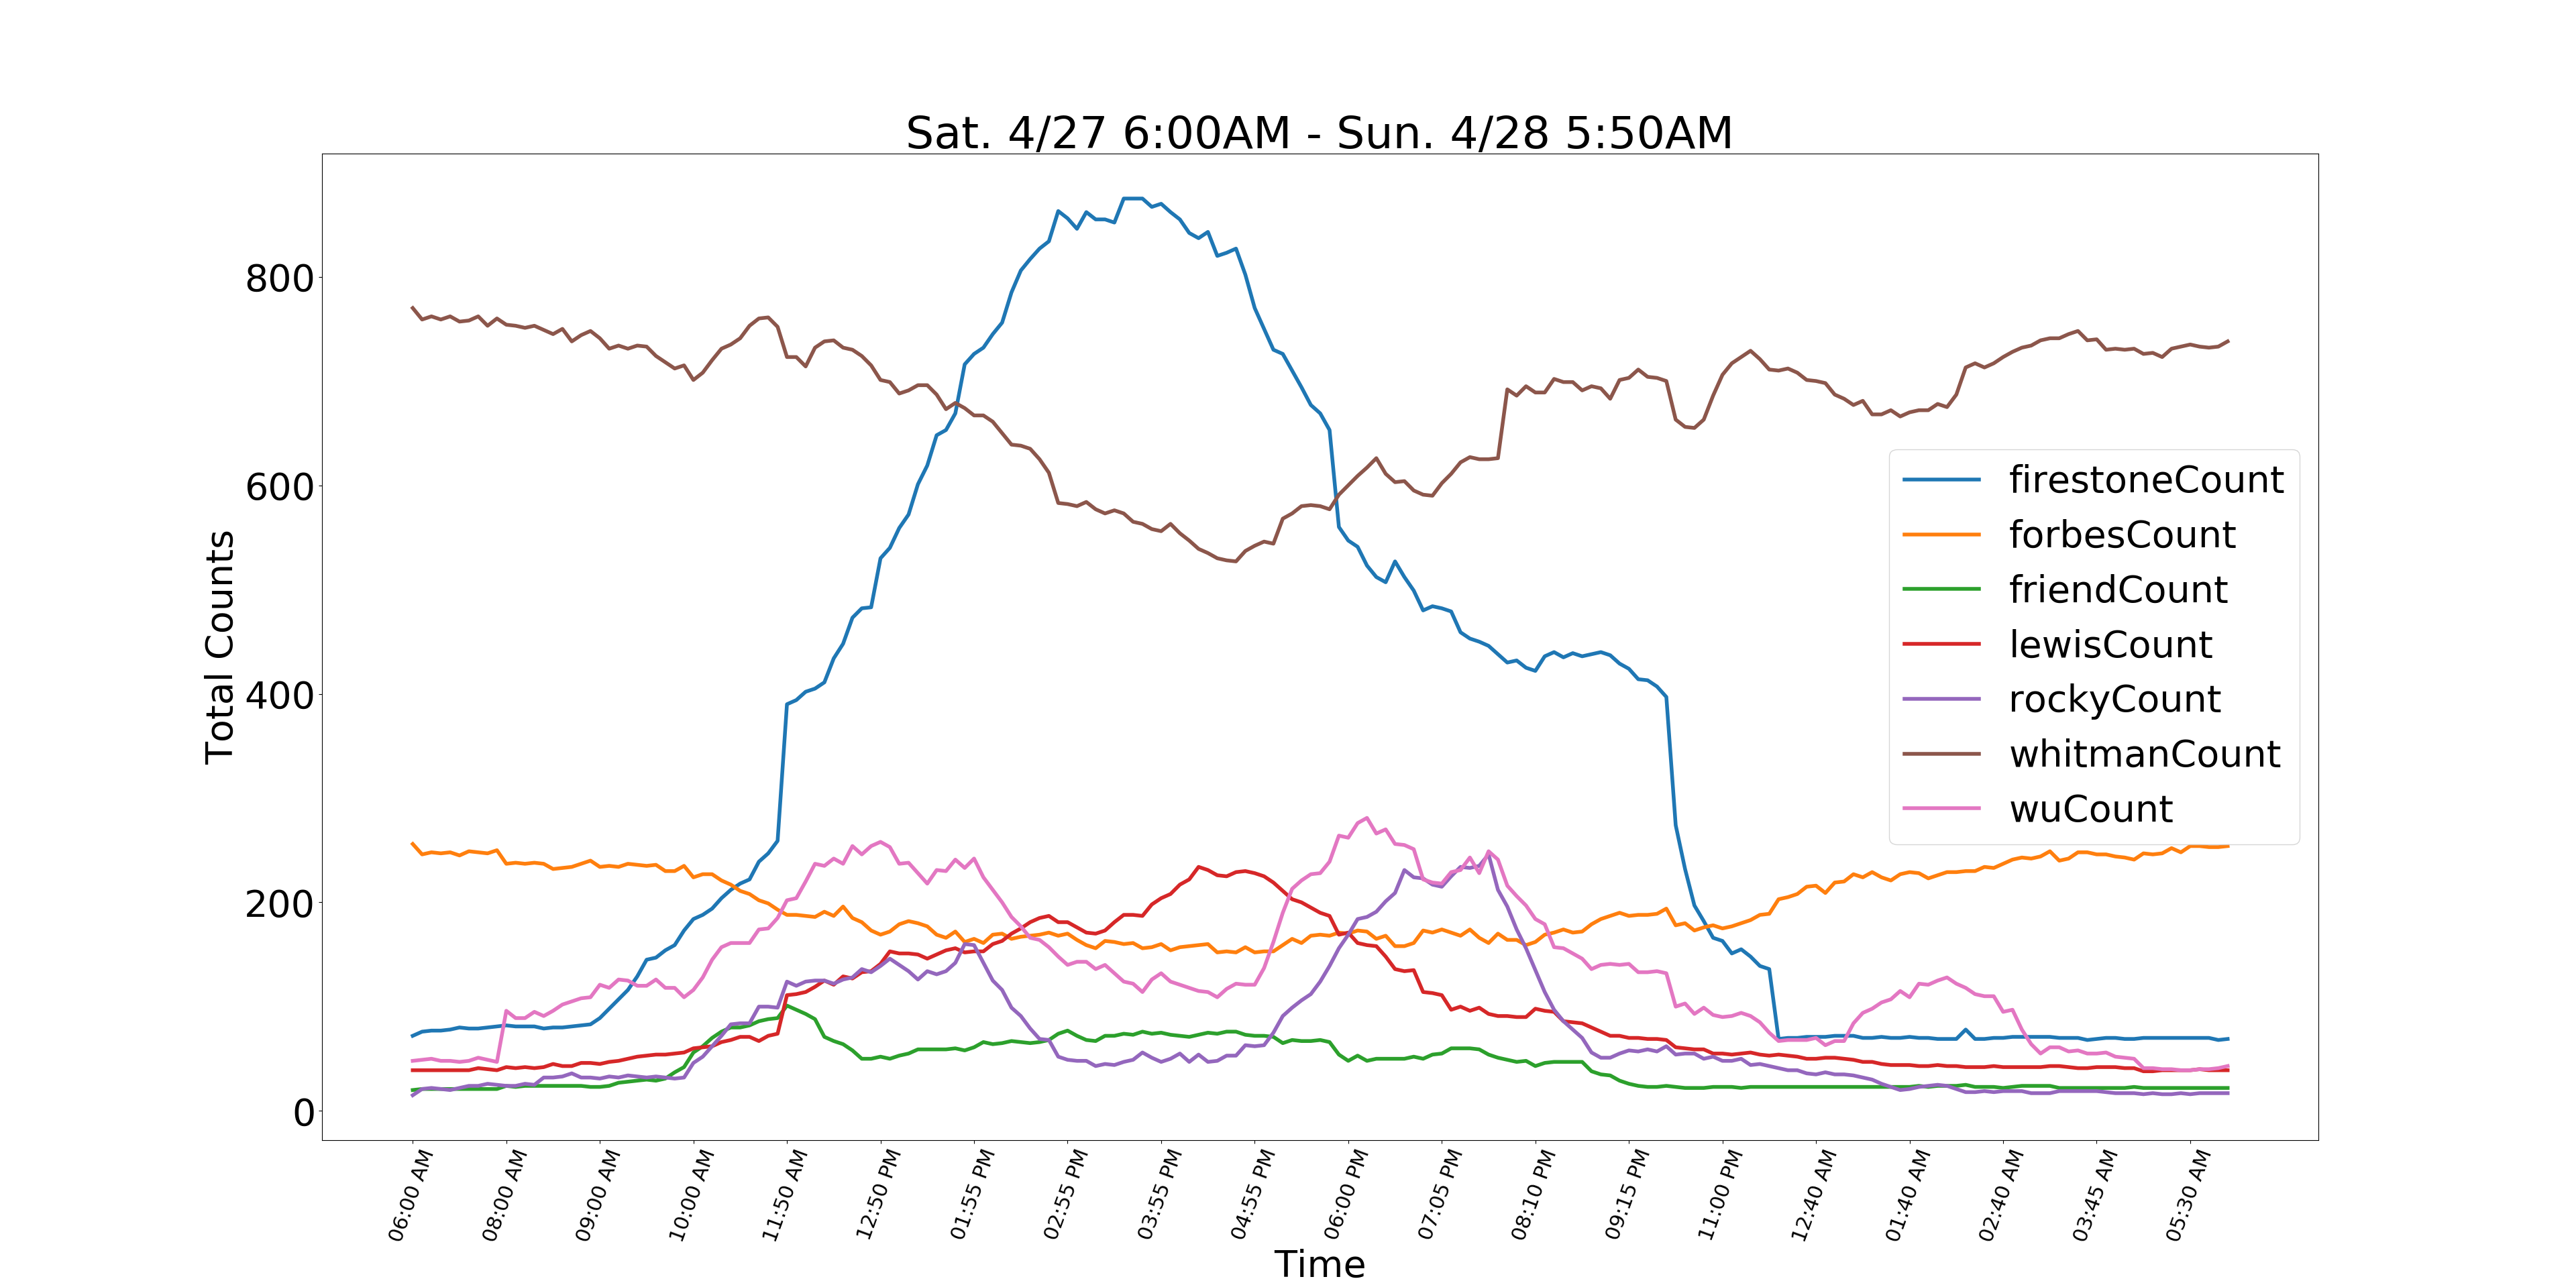 Sat. 4/27 6:00AM - Sun. 4/28 5:50AM
Total Counts
800
600
400
200
0
firestoneCount
forbesCount
friendCount
lewisCount
rockyCount
whitmanCount
wuCount
06:00 AM
08:00 AM
09:00 AM
10:00 AM
11:50 AM
12:50 PM
01:55 PM
02:55 PM
03:55 PM
04:55 PM
06:00 PM
07:05 PM
08:10 PM
09:15 PM
11:00 PM
12:40 AM
01:40 AM
02:40 AM
03:45 AM
05:30 AM
Time